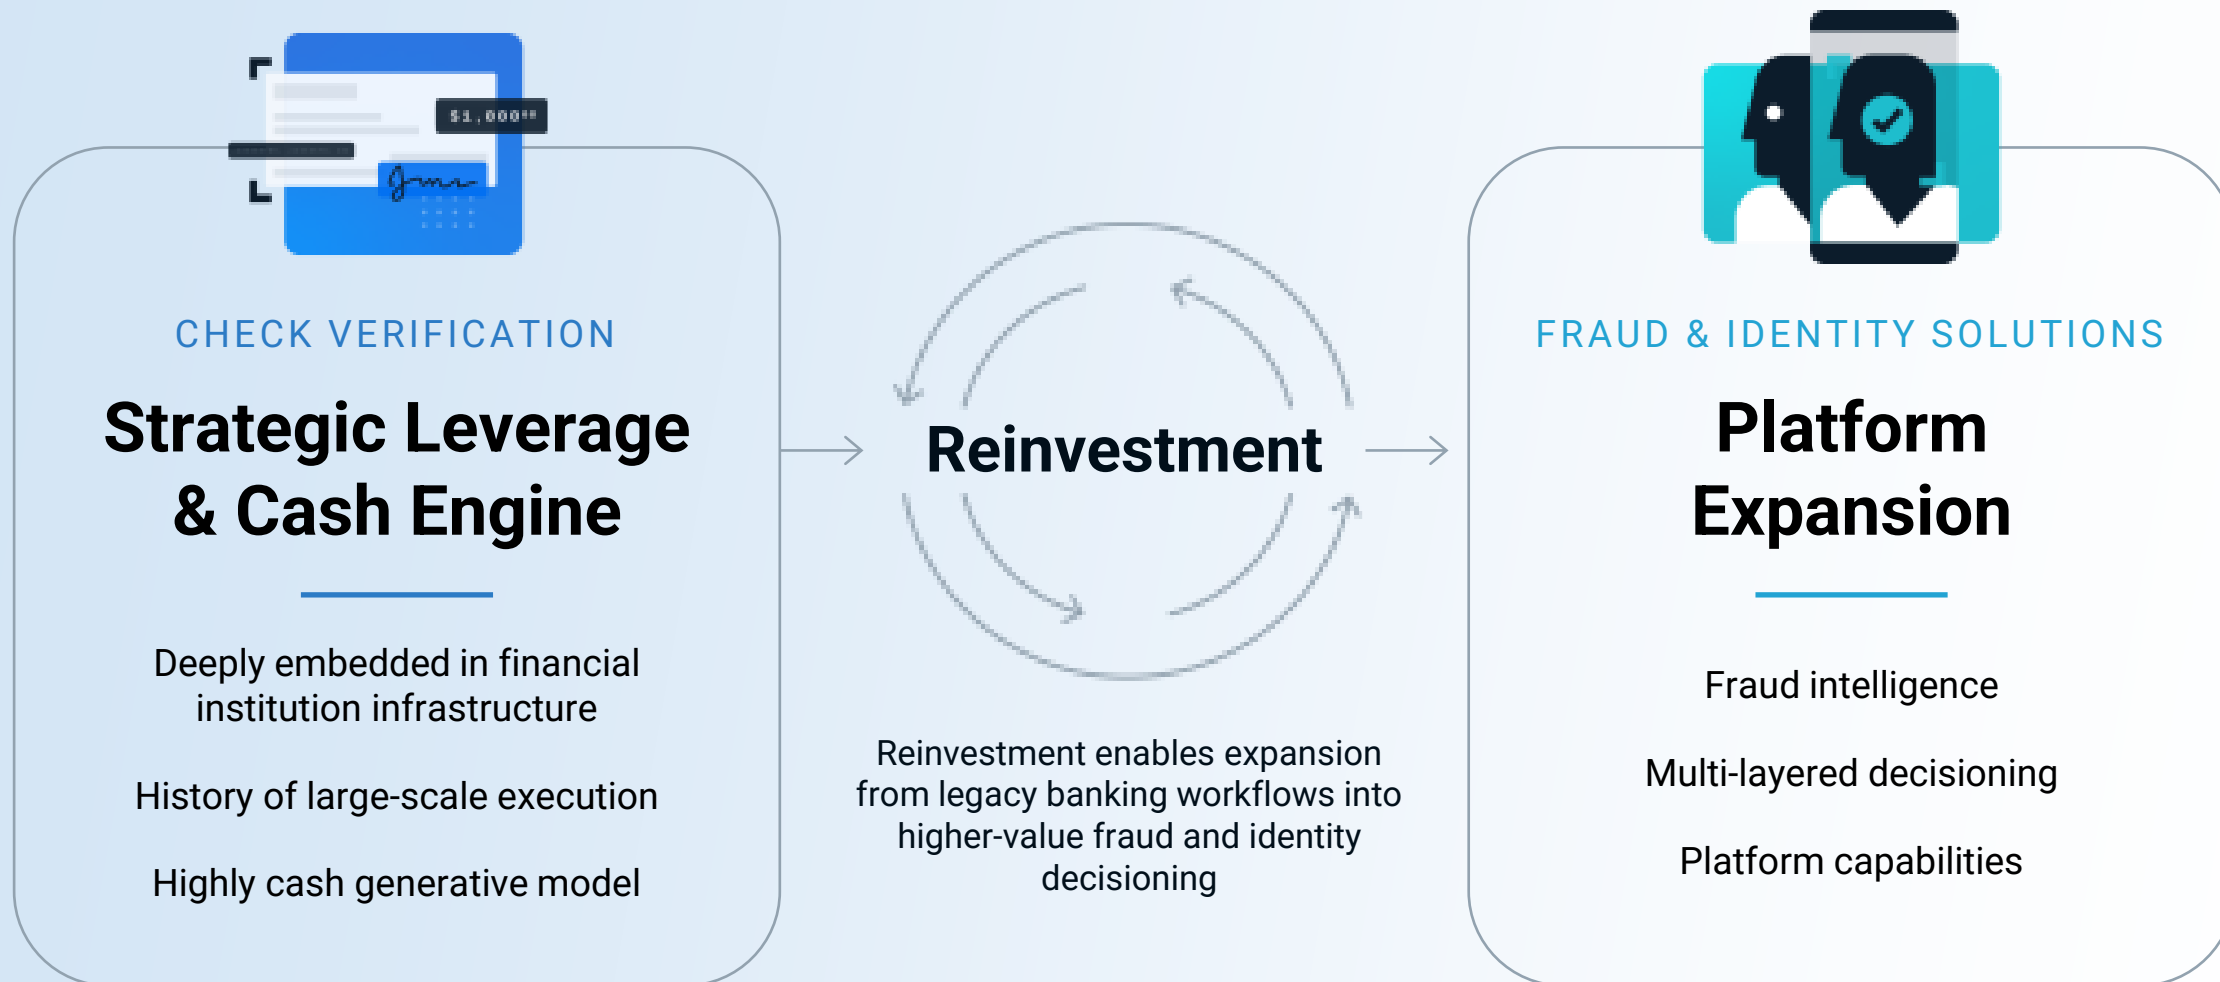 $1,000⁰⁰
CHECK VERIFICATION
Strategic Leverage
& Cash Engine
Deeply embedded in financial
institution infrastructure
History of large-scale execution
Highly cash generative model
Reinvestment
Reinvestment enables expansion
from legacy banking workflows into
higher-value fraud and identity
decisioning
FRAUD & IDENTITY SOLUTIONS
Platform
Expansion
Fraud intelligence
Multi-layered decisioning
Platform capabilities